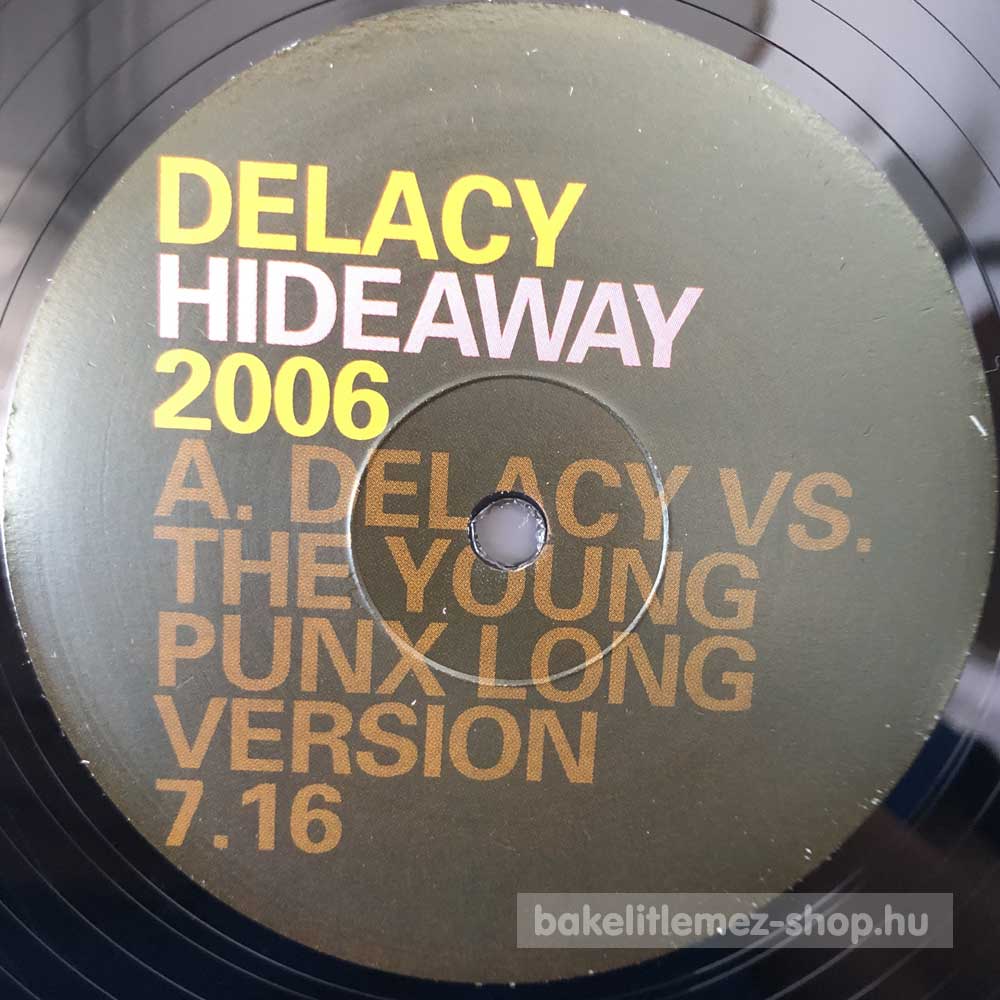 DELACY
HIDEAWAY
2006
A. DELACY VS.
THE YOUNG
PUNX LONG
VERSION
7.16
bakelitlemez-shop.hu